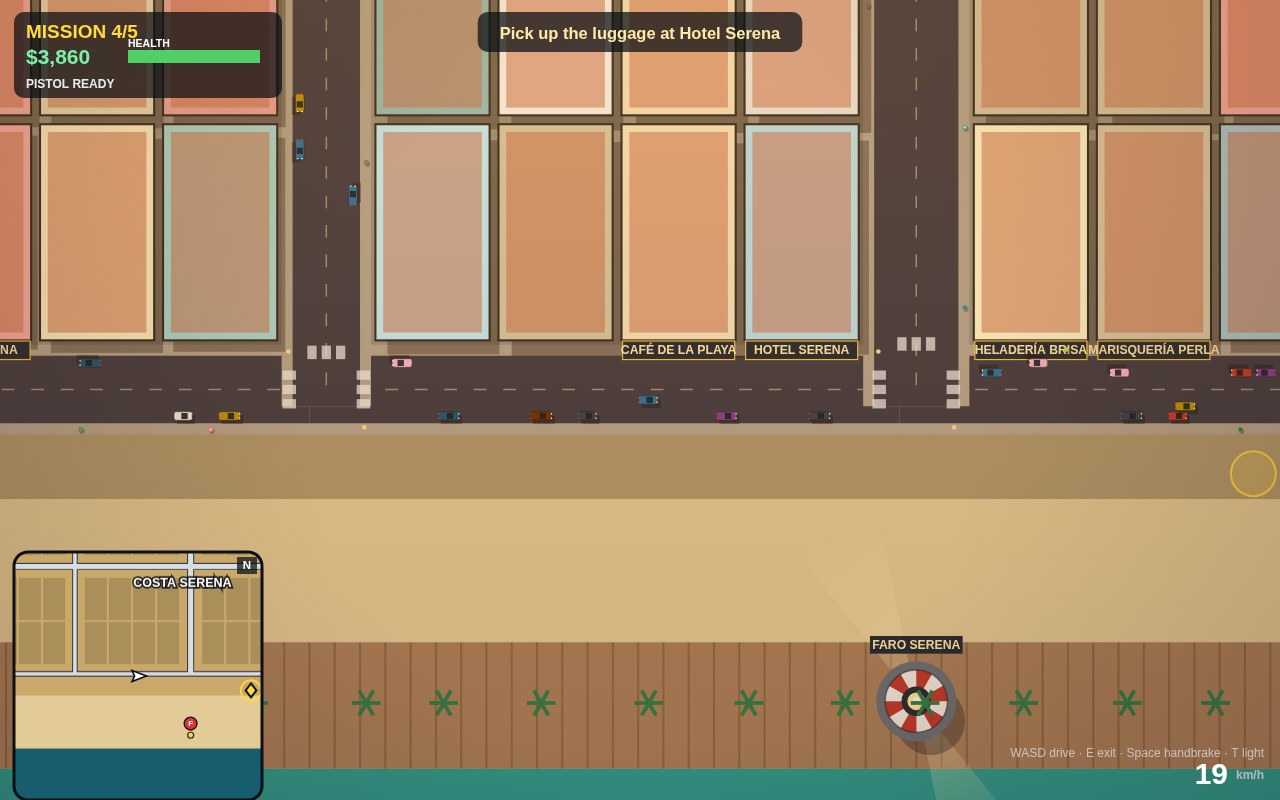 MISSION 4/5
$3,860
HEALTH
PISTOL READY
Pick up the luggage at Hotel Serena
NA
CAFÉ DE LA PLAYA
HOTEL SERENA
HELADERÍA BRISA
MARISQUERÍA PERLA
N
COSTA SERENA
F
FARO SERENA
WASD drive · E exit · Space handbrake · T light
19 km/h